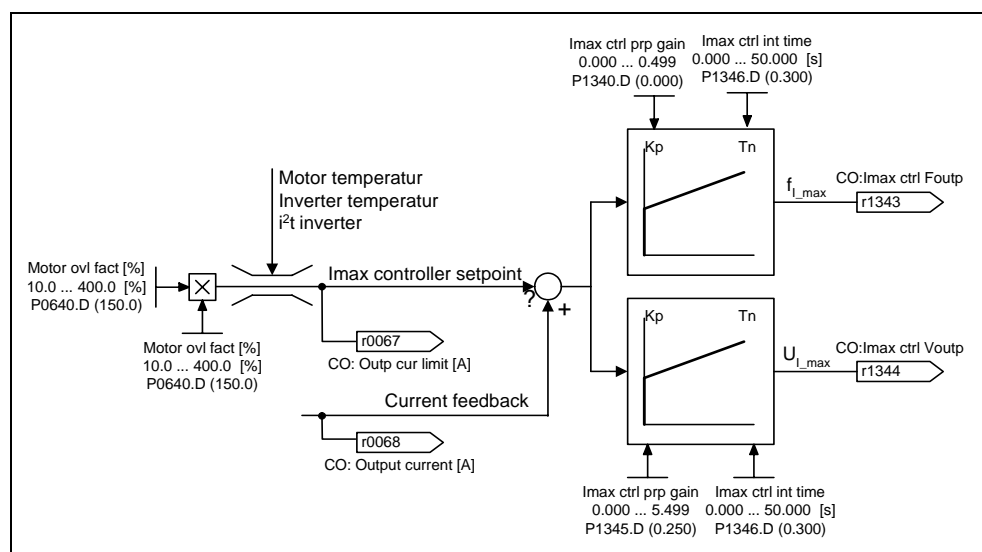 Imax ctrl prp gain
0.000 ... 0.499
P1340.D (0.000)
Imax ctrl int time
0.000 ... 50.000 [s]
P1346.D (0.300)
Kp
Tn
f I_max
CO:Imax ctrl Foutp
r1343
Motor temperatur
Inverter temperatur
i²t inverter
Motor ovl fact [%]
10.0 ... 400.0 [%]
P0640.D (150.0)
Imax controller setpoint
?
+
r0067
CO: Outp cur limit [A]
Motor ovl fact [%]
10.0 ... 400.0 [%]
P0640.D (150.0)
Current feedback
r0068
CO: Output current [A]
Kp
Tn
U I_max
CO:Imax ctrl Voutp
r1344
Imax ctrl prp gain
0.000 ... 5.499
P1345.D (0.250)
Imax ctrl int time
0.000 ... 50.000 [s]
P1346.D (0.300)